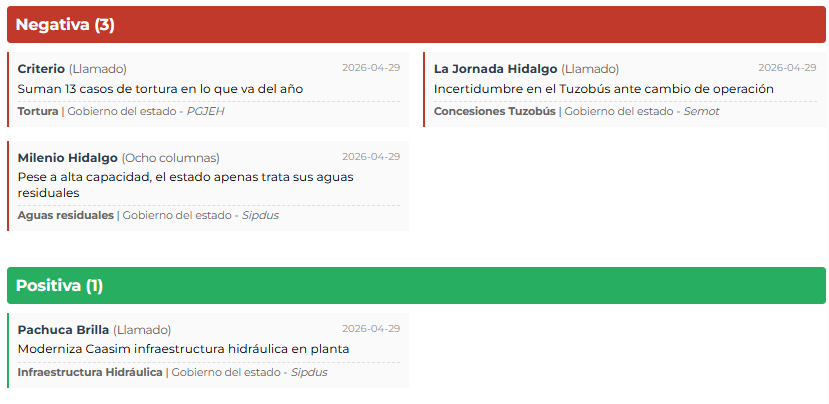 Negativa (3)
Criterio (Llamado) 2026-04-29
Suman 13 casos de tortura en lo que va del año
Tortura | Gobierno del estado - PGJEH
La Jornada Hidalgo (Llamado) 2026-04-29
Incertidumbre en el Tuzobús ante cambio de operación
Concesiones Tuzobús | Gobierno del estado - Semot
Milenio Hidalgo (Ocho columnas) 2026-04-29
Pese a alta capacidad, el estado apenas trata sus aguas
residuales
Aguas residuales | Gobierno del estado - Sipdus
Positiva (1)
Pachuca Brilla (Llamado) 2026-04-29
Moderniza Caasim infraestructura hidráulica en planta
Infraestructura Hidráulica | Gobierno del estado - Sipdus